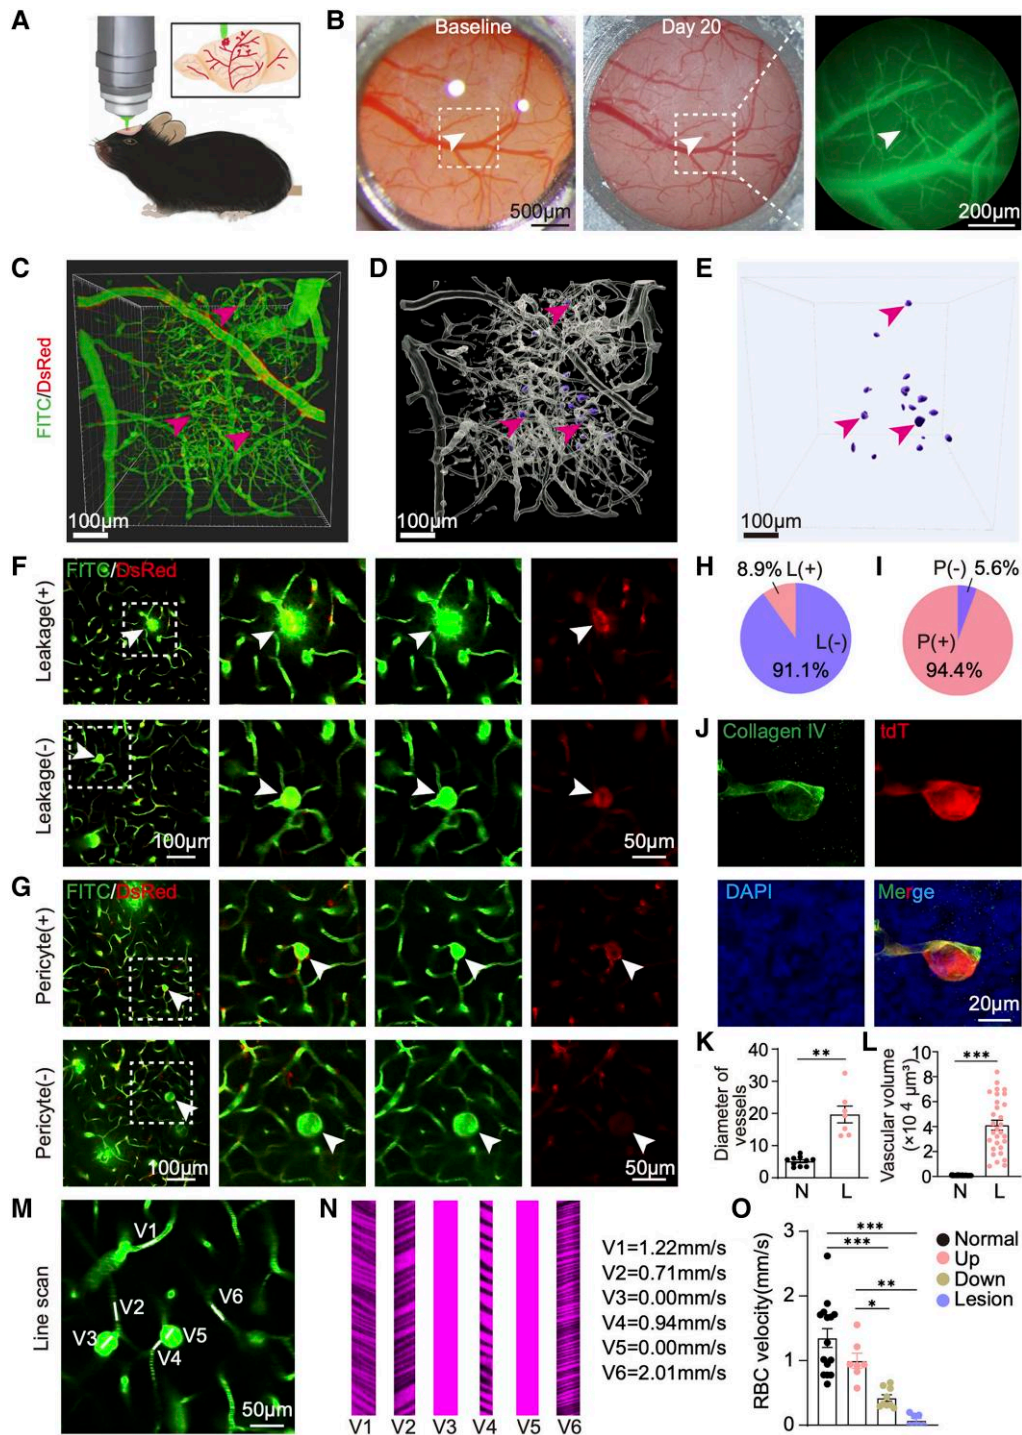 A
B
Baseline
500µm
Day 20
200µm
C
FITC/DsRed
100µm
D
100µm
E
100µm
F
Leakage(+)
FITC/DsRed
Leakage(-)
100µm
50µm
G
Pericyte(+)
FITC/DsRed
Pericyte(-)
100µm
50µm
H
8.9% L(+)
L(-)
91.1%
I
P(-) 5.6%
P(+)
94.4%
J
Collagen IV
tdT
DAPI
Merge
20µm
K
Diameter of
vessels
40
30
20
10
0
**
N L
L
Vascular volume
(×10 4 µm³)
10
8
6
4
2
0
***
N L
M
Line scan
V1
V2
V6
V3
V5
V4
50µm
N
V1 V2 V3 V4 V5 V6
V1=1.22mm/s
V2=0.71mm/s
V3=0.00mm/s
V4=0.94mm/s
V5=0.00mm/s
V6=2.01mm/s
O
RBC velocity(mm/s)
3
2
1
0
***
***
**
*
Normal
Up
Down
Lesion